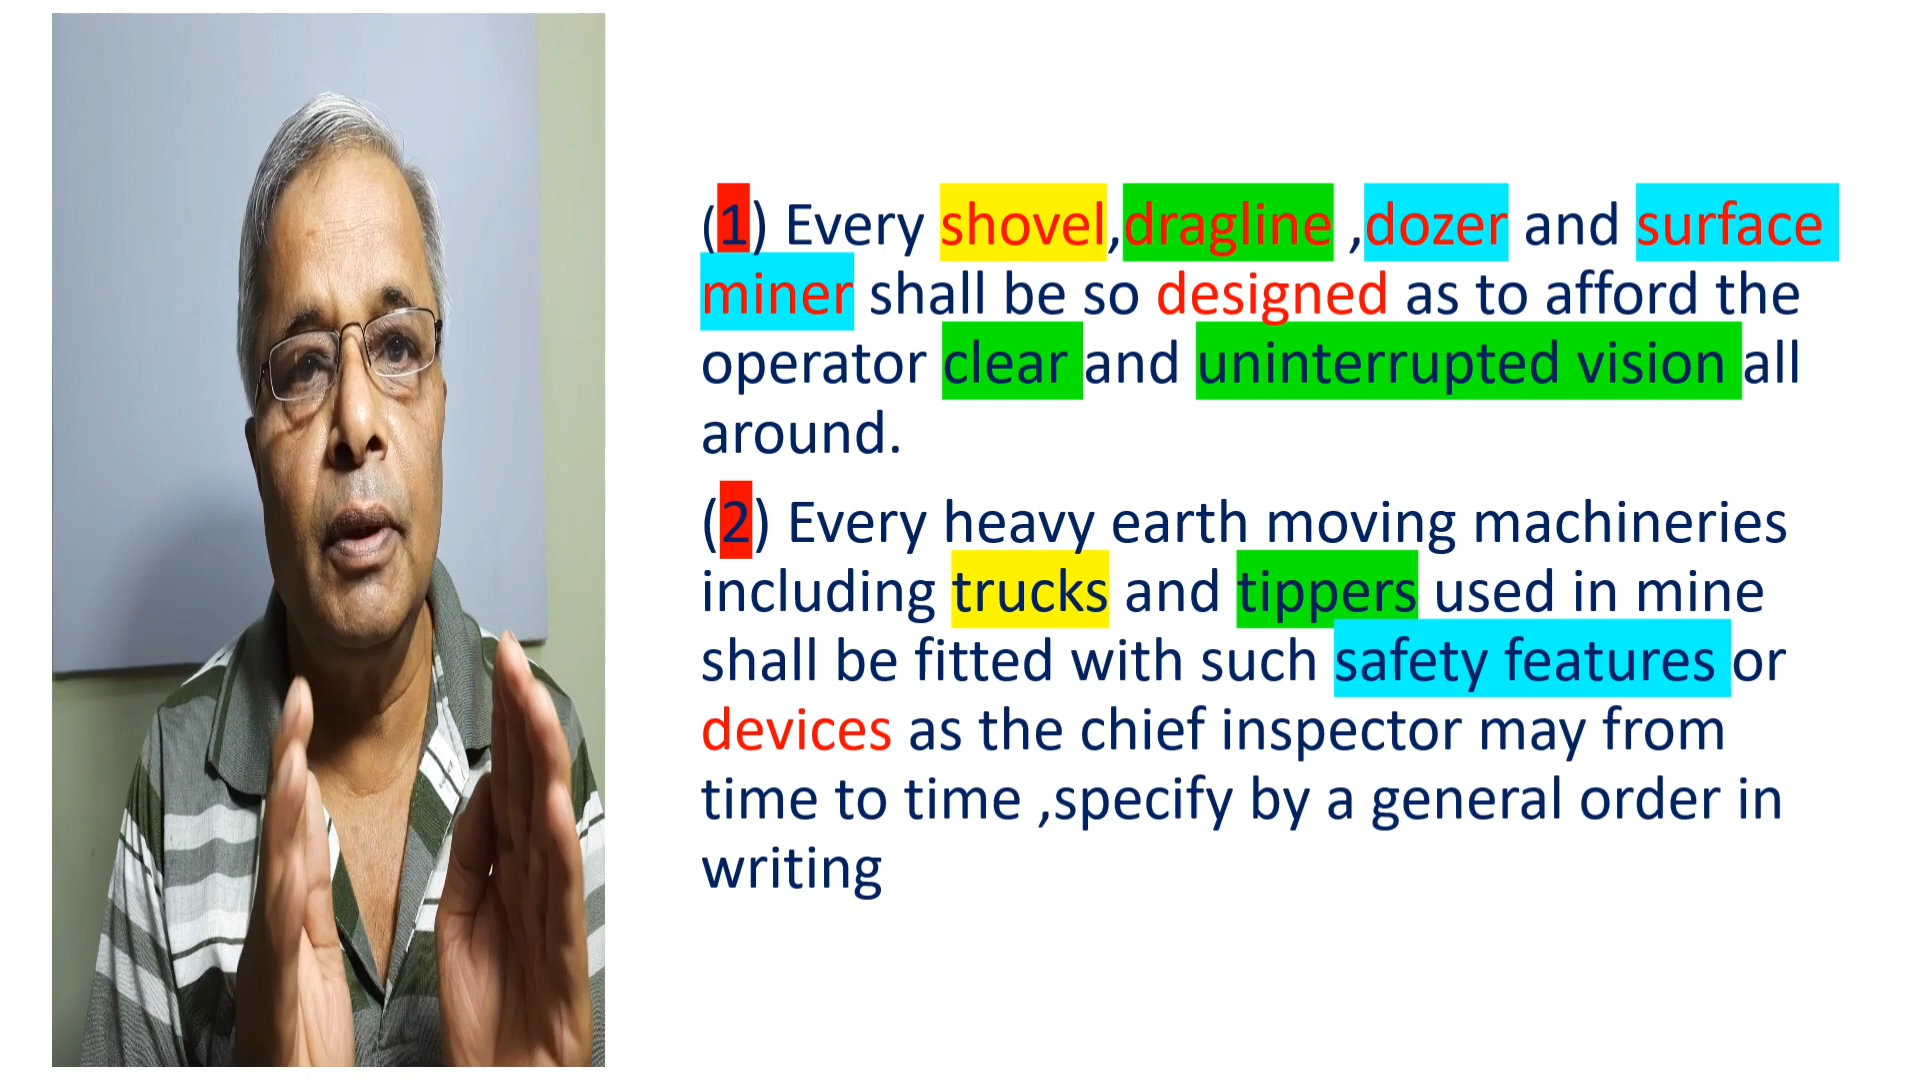 (1) Every shovel,dragline ,dozer and surface
miner shall be so designed as to afford the
operator clear and uninterrupted vision all
around.
(2) Every heavy earth moving machineries
including trucks and tippers used in mine
shall be fitted with such safety features or
devices as the chief inspector may from
time to time ,specify by a general order in
writing